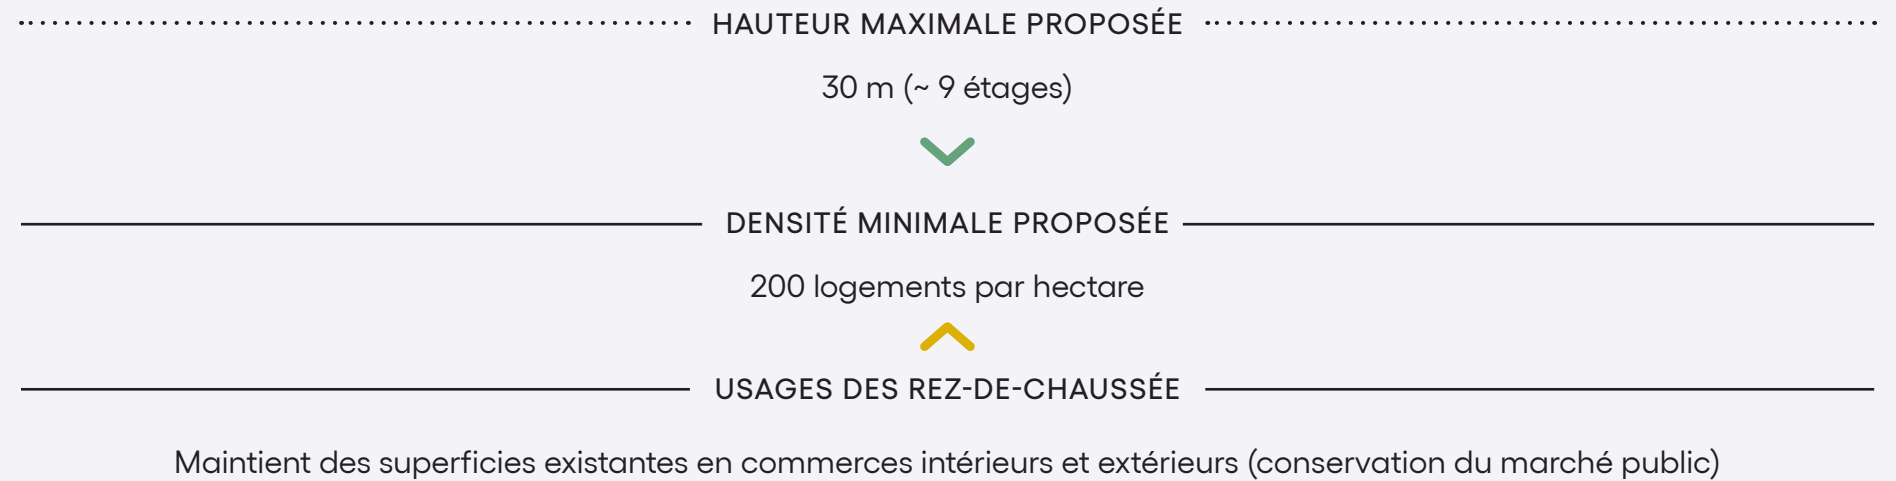 HAUTEUR MAXIMALE PROPOSÉE
30 m (~ 9 étages)
DENSITÉ MINIMALE PROPOSÉE
200 logements par hectare
USAGES DES REZ-DE-CHAUSSÉE
Maintient des superficies existantes en commerces intérieurs et extérieurs (conservation du marché public)